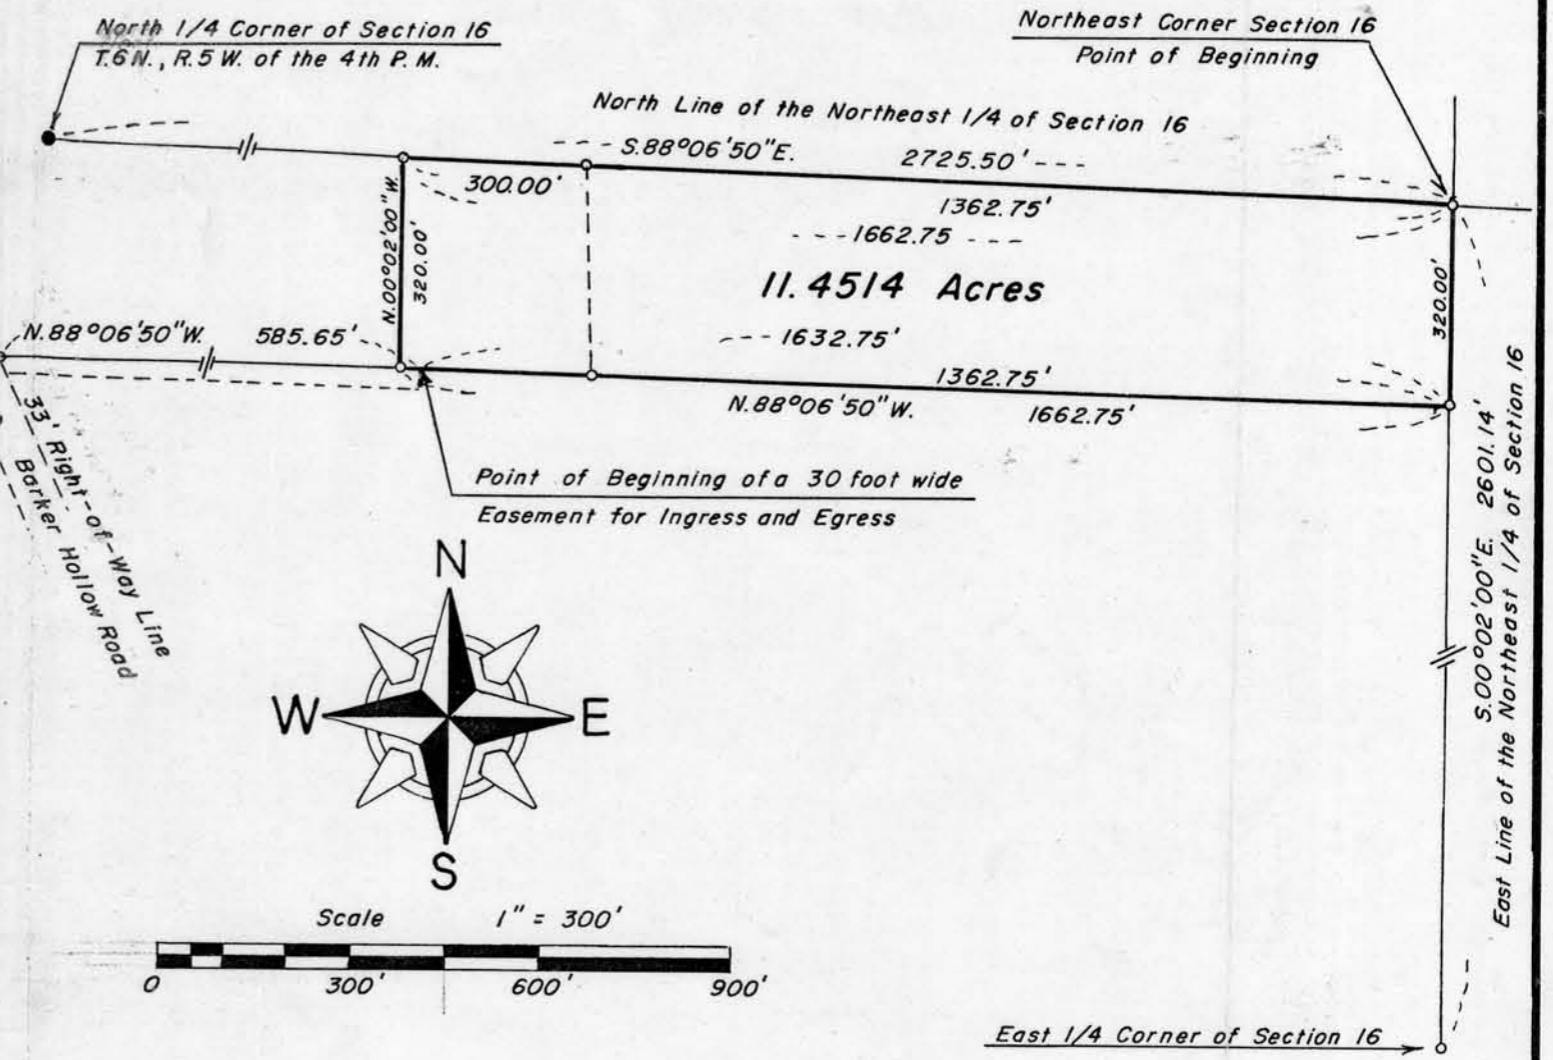 North 1/4 Corner of Section 16
T.6N., R.5W. of the 4th P.M.
Northeast Corner Section 16
Point of Beginning
North Line of the Northeast 1/4 of Section 16
S.88°06'50"E. 2725.50'
300.00'
1362.75'
1662.75
N.00°02'00"W.
320.00'
11.4514 Acres
320.00'
N.88°06'50"W. 585.65'
1632.75'
1362.75'
N.88°06'50"W. 1662.75'
33' Right-of-Way Line
Barker Hollow Road
Point of Beginning of a 30 foot wide
Easement for Ingress and Egress
S.00°02'00"E. 2601.14'
East Line of the Northeast 1/4 of Section 16
N
W E
S
Scale 1" = 300'
0 300' 600' 900'
East 1/4 Corner of Section 16